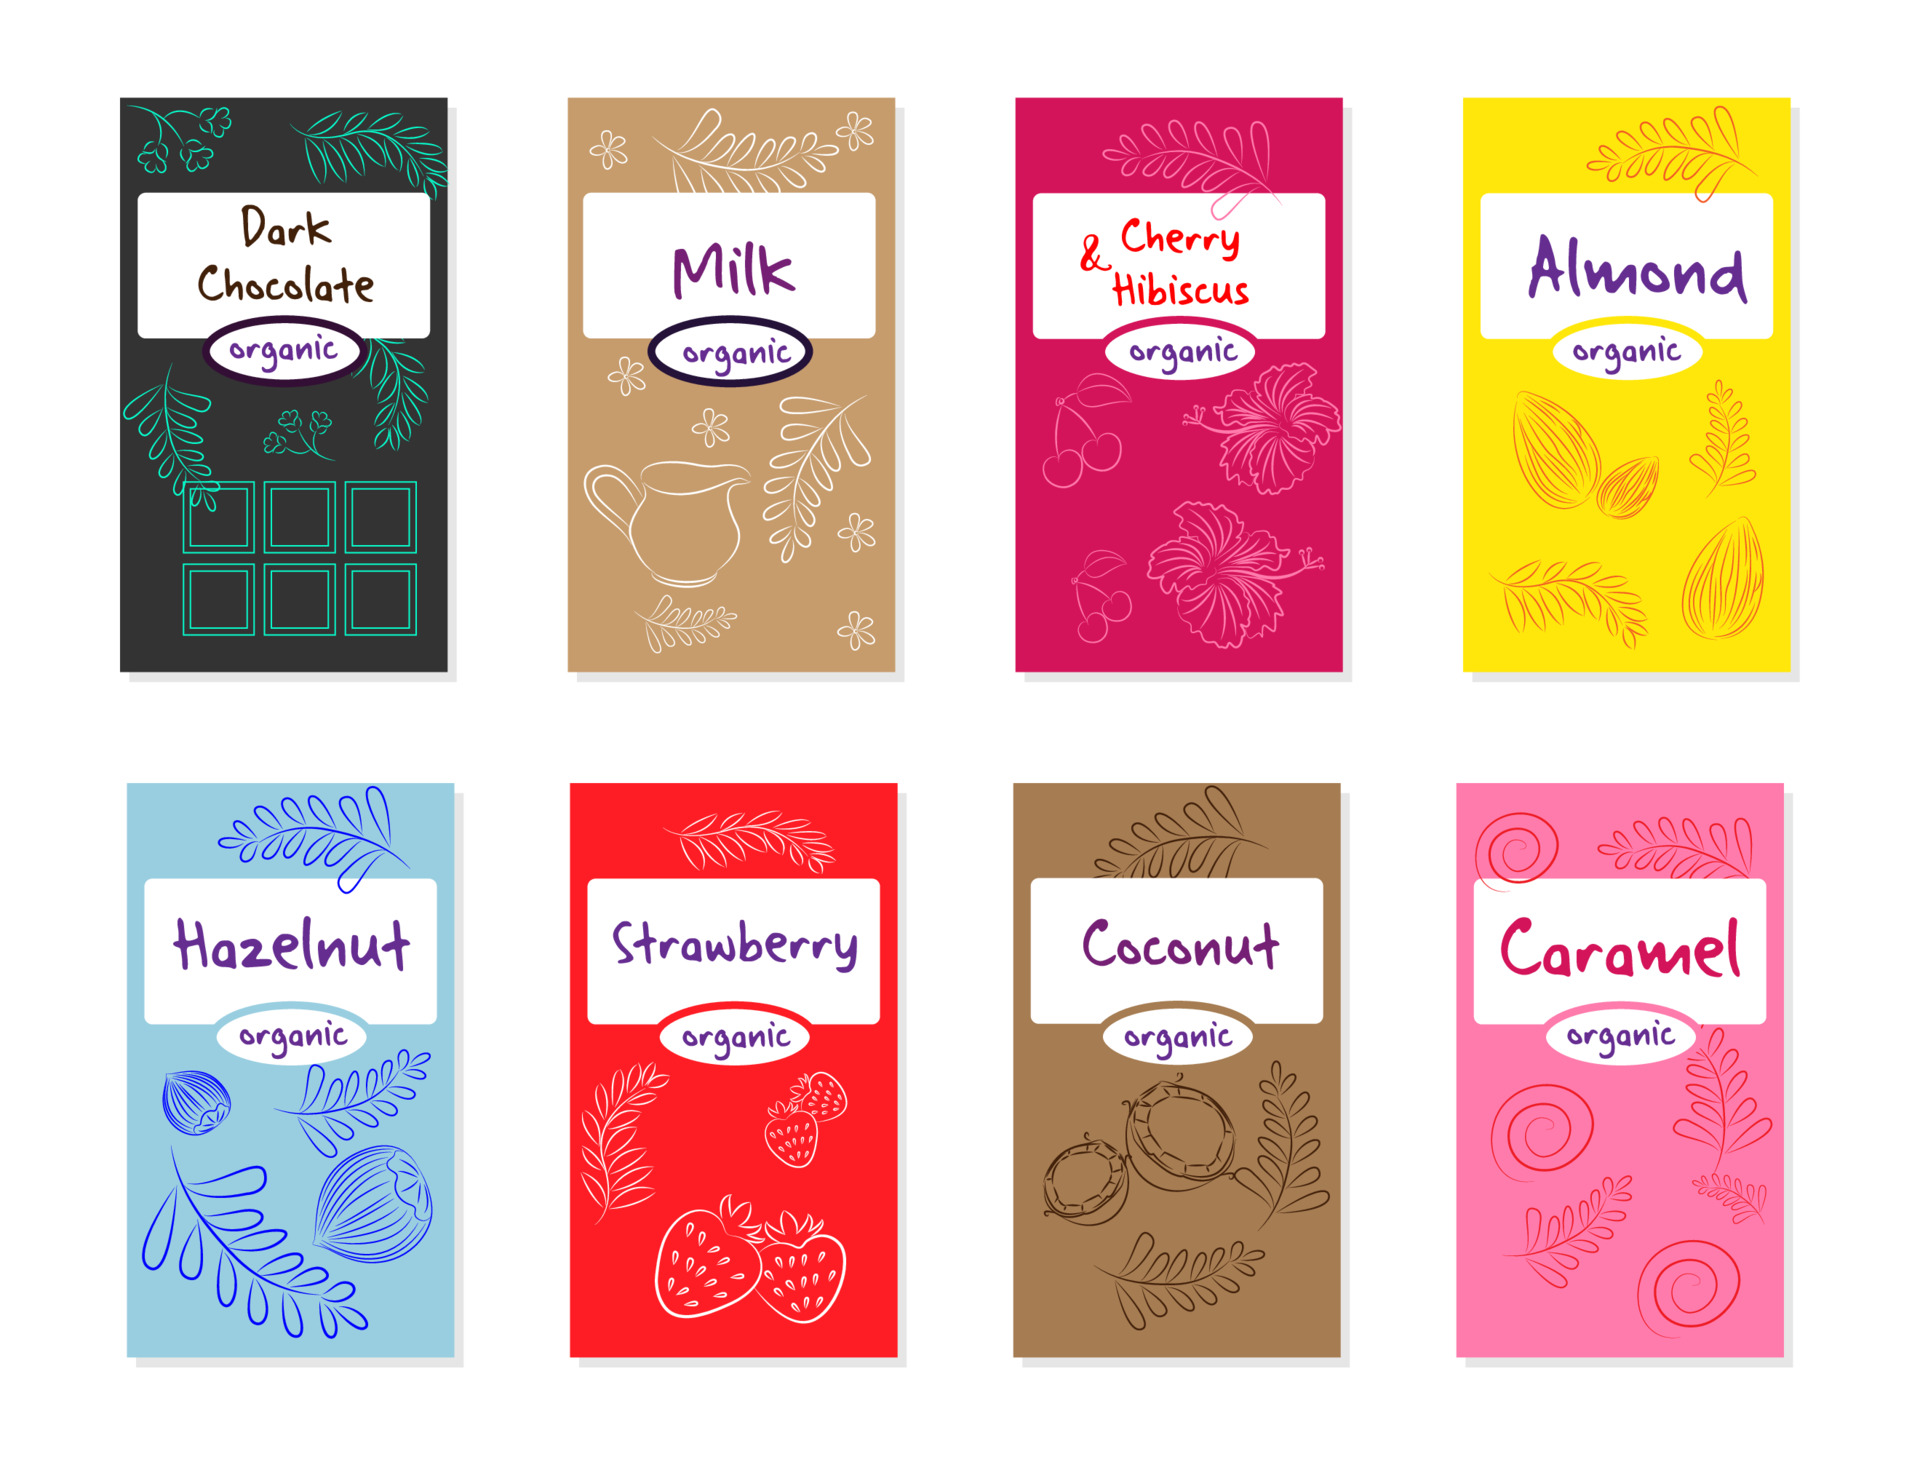 Dark
Chocolate
organic
Milk
organic
& Cherry
Hibiscus
organic
Almond
organic
Hazelnut
organic
Strawberry
organic
Coconut
organic
Caramel
organic